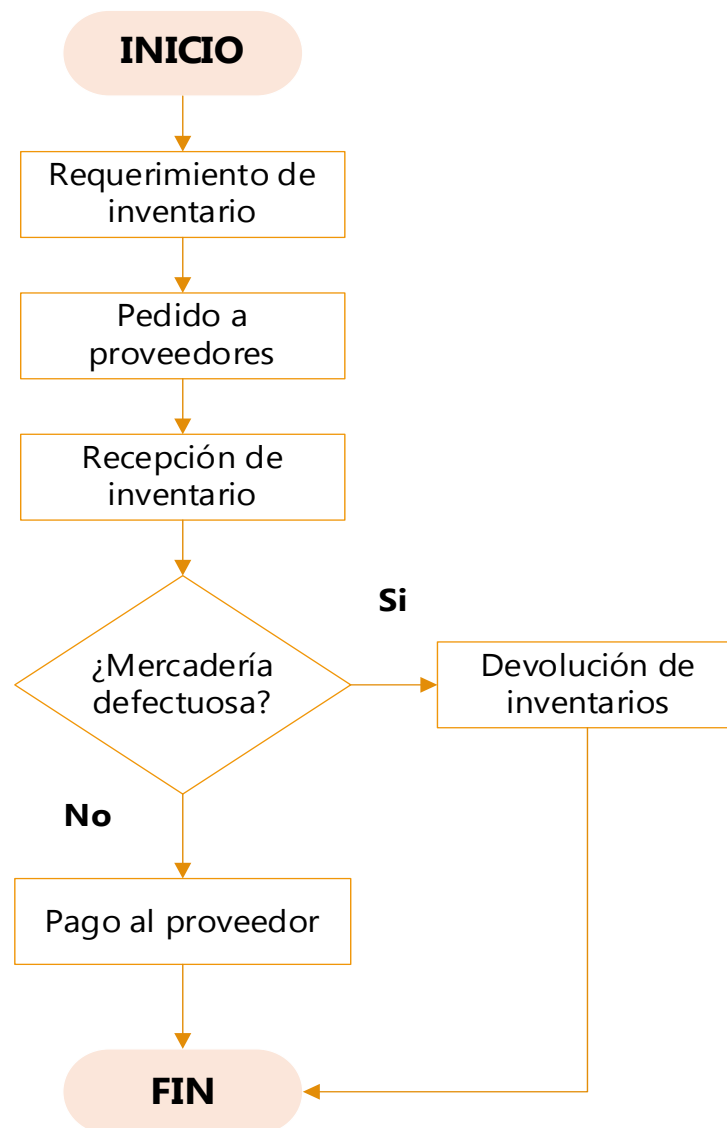 INICIO
Requerimiento de
inventario
Pedido a
proveedores
Recepción de
inventario
Si
¿Mercadería
defectuosa?
Devolución de
inventarios
No
Pago al proveedor
FIN